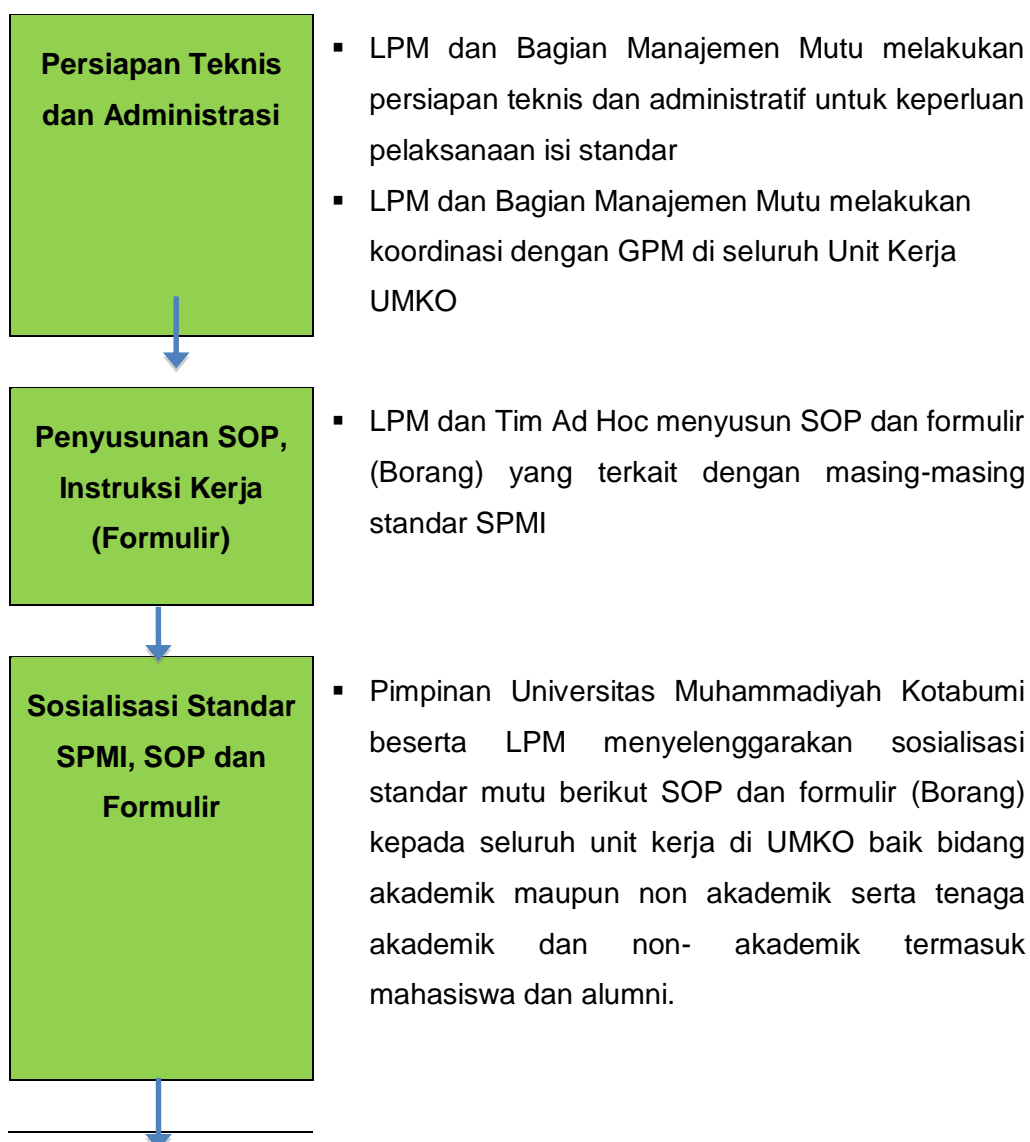 Persiapan Teknis
dan Administrasi
▪ LPM dan Bagian Manajemen Mutu melakukan
persiapan teknis dan administratif untuk keperluan
pelaksanaan isi standar
▪ LPM dan Bagian Manajemen Mutu melakukan
koordinasi dengan GPM di seluruh Unit Kerja
UMKO
Penyusunan SOP,
Instruksi Kerja
(Formulir)
▪ LPM dan Tim Ad Hoc menyusun SOP dan formulir
(Borang) yang terkait dengan masing-masing
standar SPMI
Sosialisasi Standar
SPMI, SOP dan
Formulir
▪ Pimpinan Universitas Muhammadiyah Kotabumi
beserta LPM menyelenggarakan sosialisasi
standar mutu berikut SOP dan formulir (Borang)
kepada seluruh unit kerja di UMKO baik bidang
akademik maupun non akademik serta tenaga
akademik dan non- akademik termasuk
mahasiswa dan alumni.